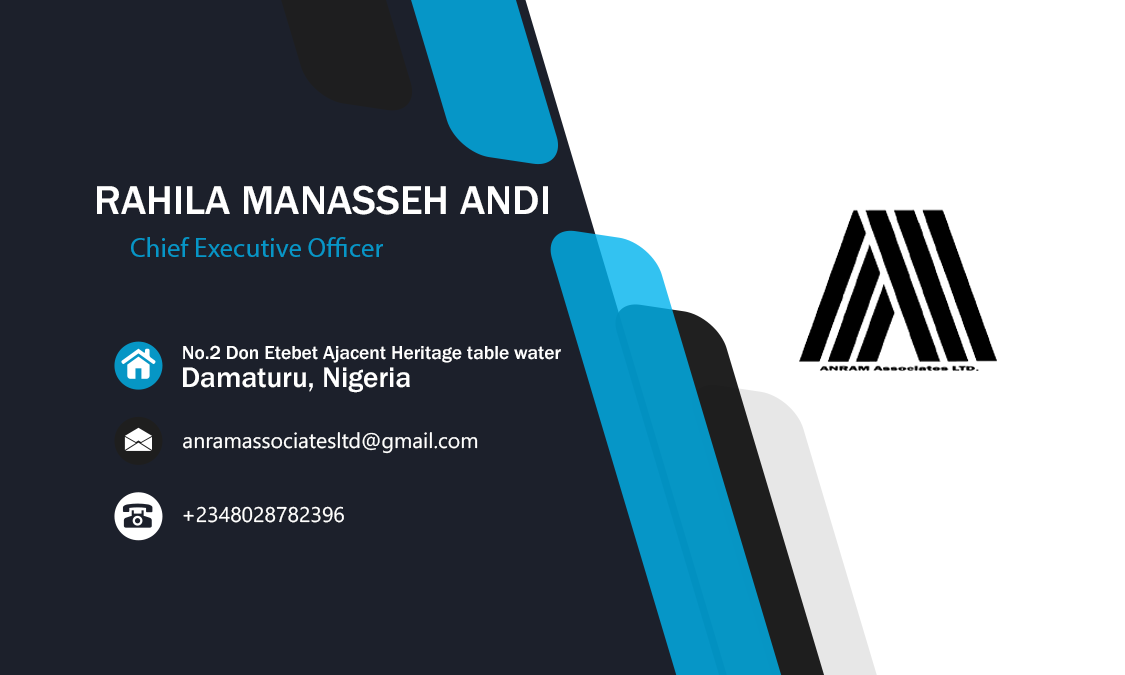 RAHILA MANASSEH ANDI
Chief Executive Officer
No.2 Don Etebet Ajacent Heritage table water
Damaturu, Nigeria
anramassociatesltd@gmail.com
+2348028782396
ANRAM Associates LTD.